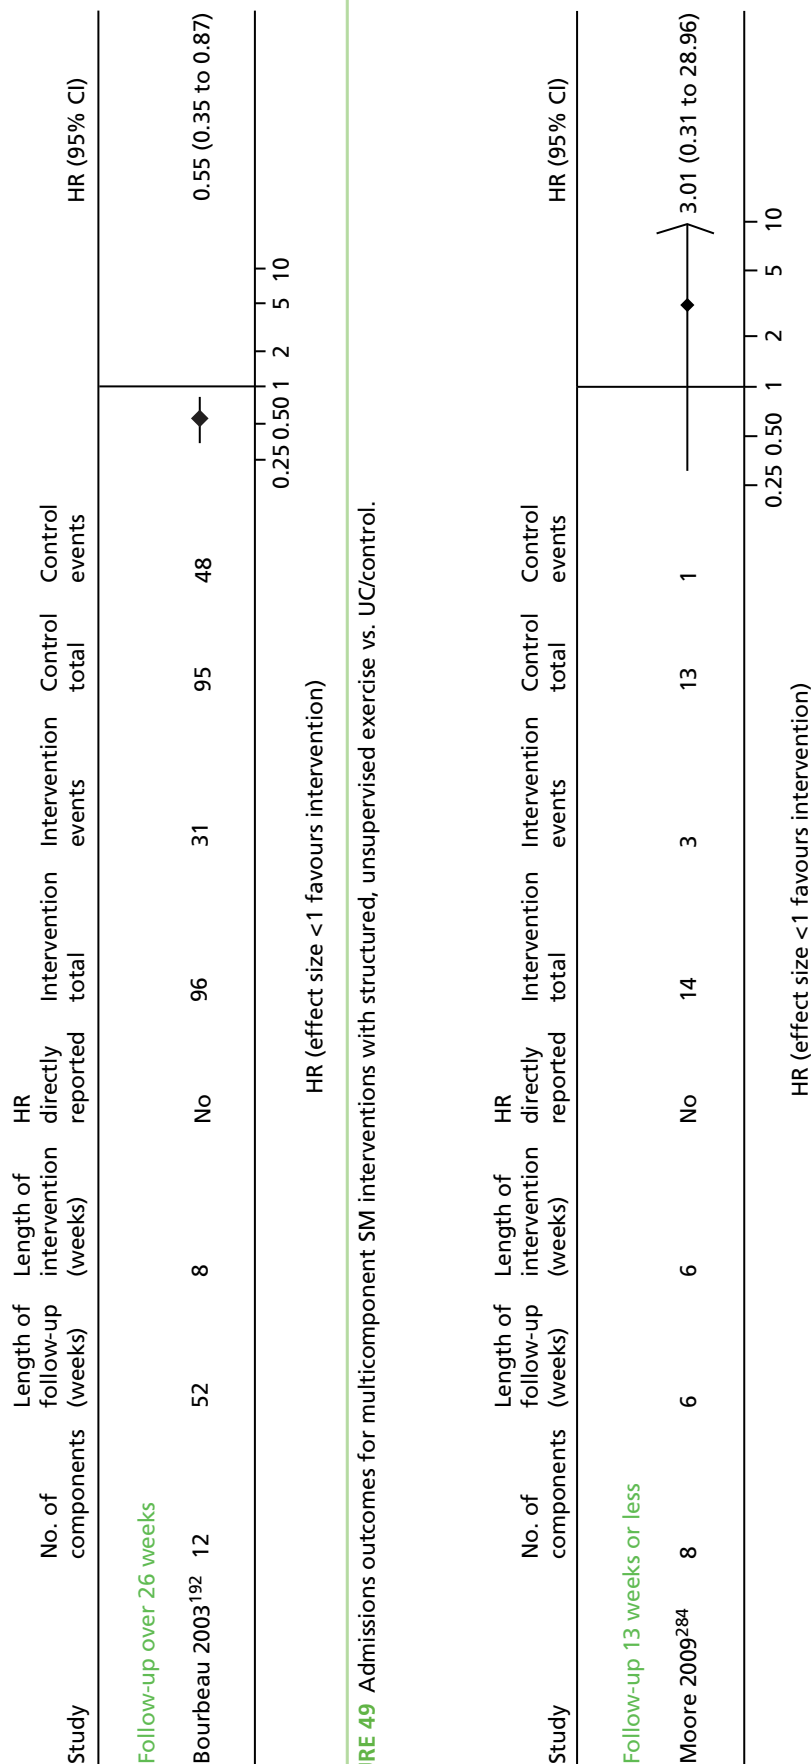 Study No. of components Length of follow-up (weeks) Length of intervention (weeks) HR directly reported Intervention total Intervention events Control total Control events HR (95% CI)
Follow-up over 26 weeks
Bourbeau 2003192 12 52 8 No 96 31 95 48 0.55 (0.35 to 0.87)
0.25 0.50 1 2 5 10
HR (effect size <1 favours intervention)
RE 49 Admissions outcomes for multicomponent SM interventions with structured, unsupervised exercise vs. UC/control.
Study No. of components Length of follow-up (weeks) Length of intervention (weeks) HR directly reported Intervention total Intervention events Control total Control events HR (95% CI)
Follow-up 13 weeks or less
Moore 2009284 8 6 6 No 14 3 13 1 3.01 (0.31 to 28.96)
0.25 0.50 1 2 5 10
HR (effect size <1 favours intervention)